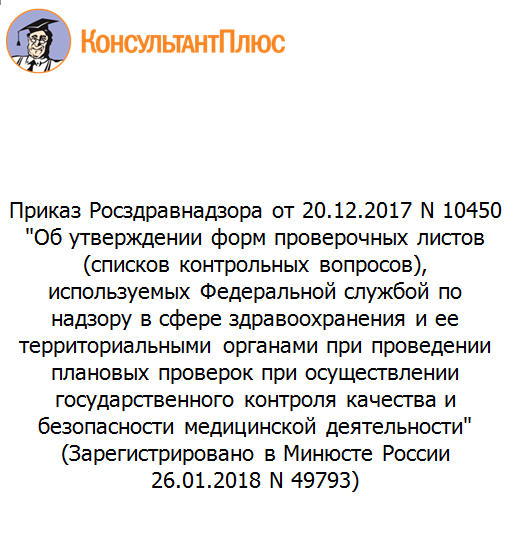 КонсультантПлюс
Приказ Росздравнадзора от 20.12.2017 N 10450
"Об утверждении форм проверочных листов
(списков контрольных вопросов),
используемых Федеральной службой по
надзору в сфере здравоохранения и ее
территориальными органами при проведении
плановых проверок при осуществлении
государственного контроля качества и
безопасности медицинской деятельности"
(Зарегистрировано в Минюсте России
26.01.2018 N 49793)